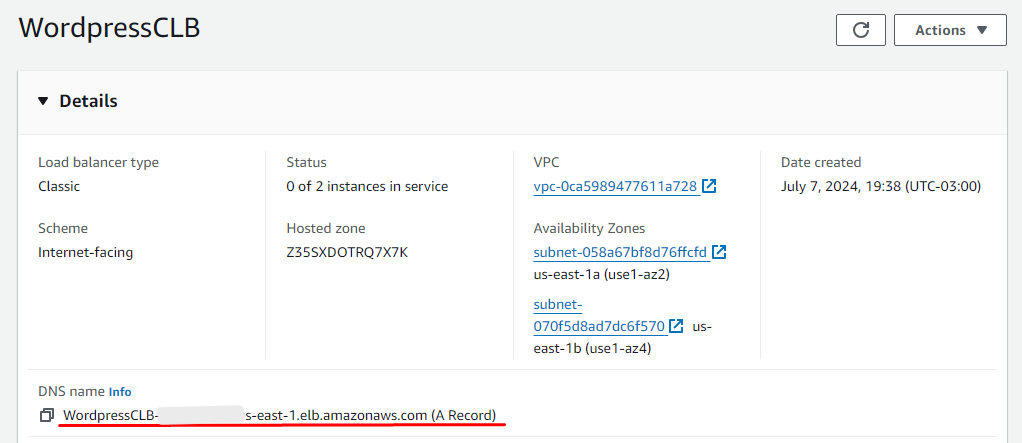 WordpressCLB
Actions
Details
Load balancer type
Classic
Status
0 of 2 instances in service
VPC
vpc-0ca5989477611a728
Date created
July 7, 2024, 19:38 (UTC-03:00)
Scheme
Internet-facing
Hosted zone
Z35SXDOTRQ7X7K
Availability Zones
subnet-058a67bf8d76ffcfd
us-east-1a (use1-az2)
subnet-
070f5d8ad7dc6f570 us-
east-1b (use1-az4)
DNS name Info
WordpressCLB- s-east-1.elb.amazonaws.com (A Record)